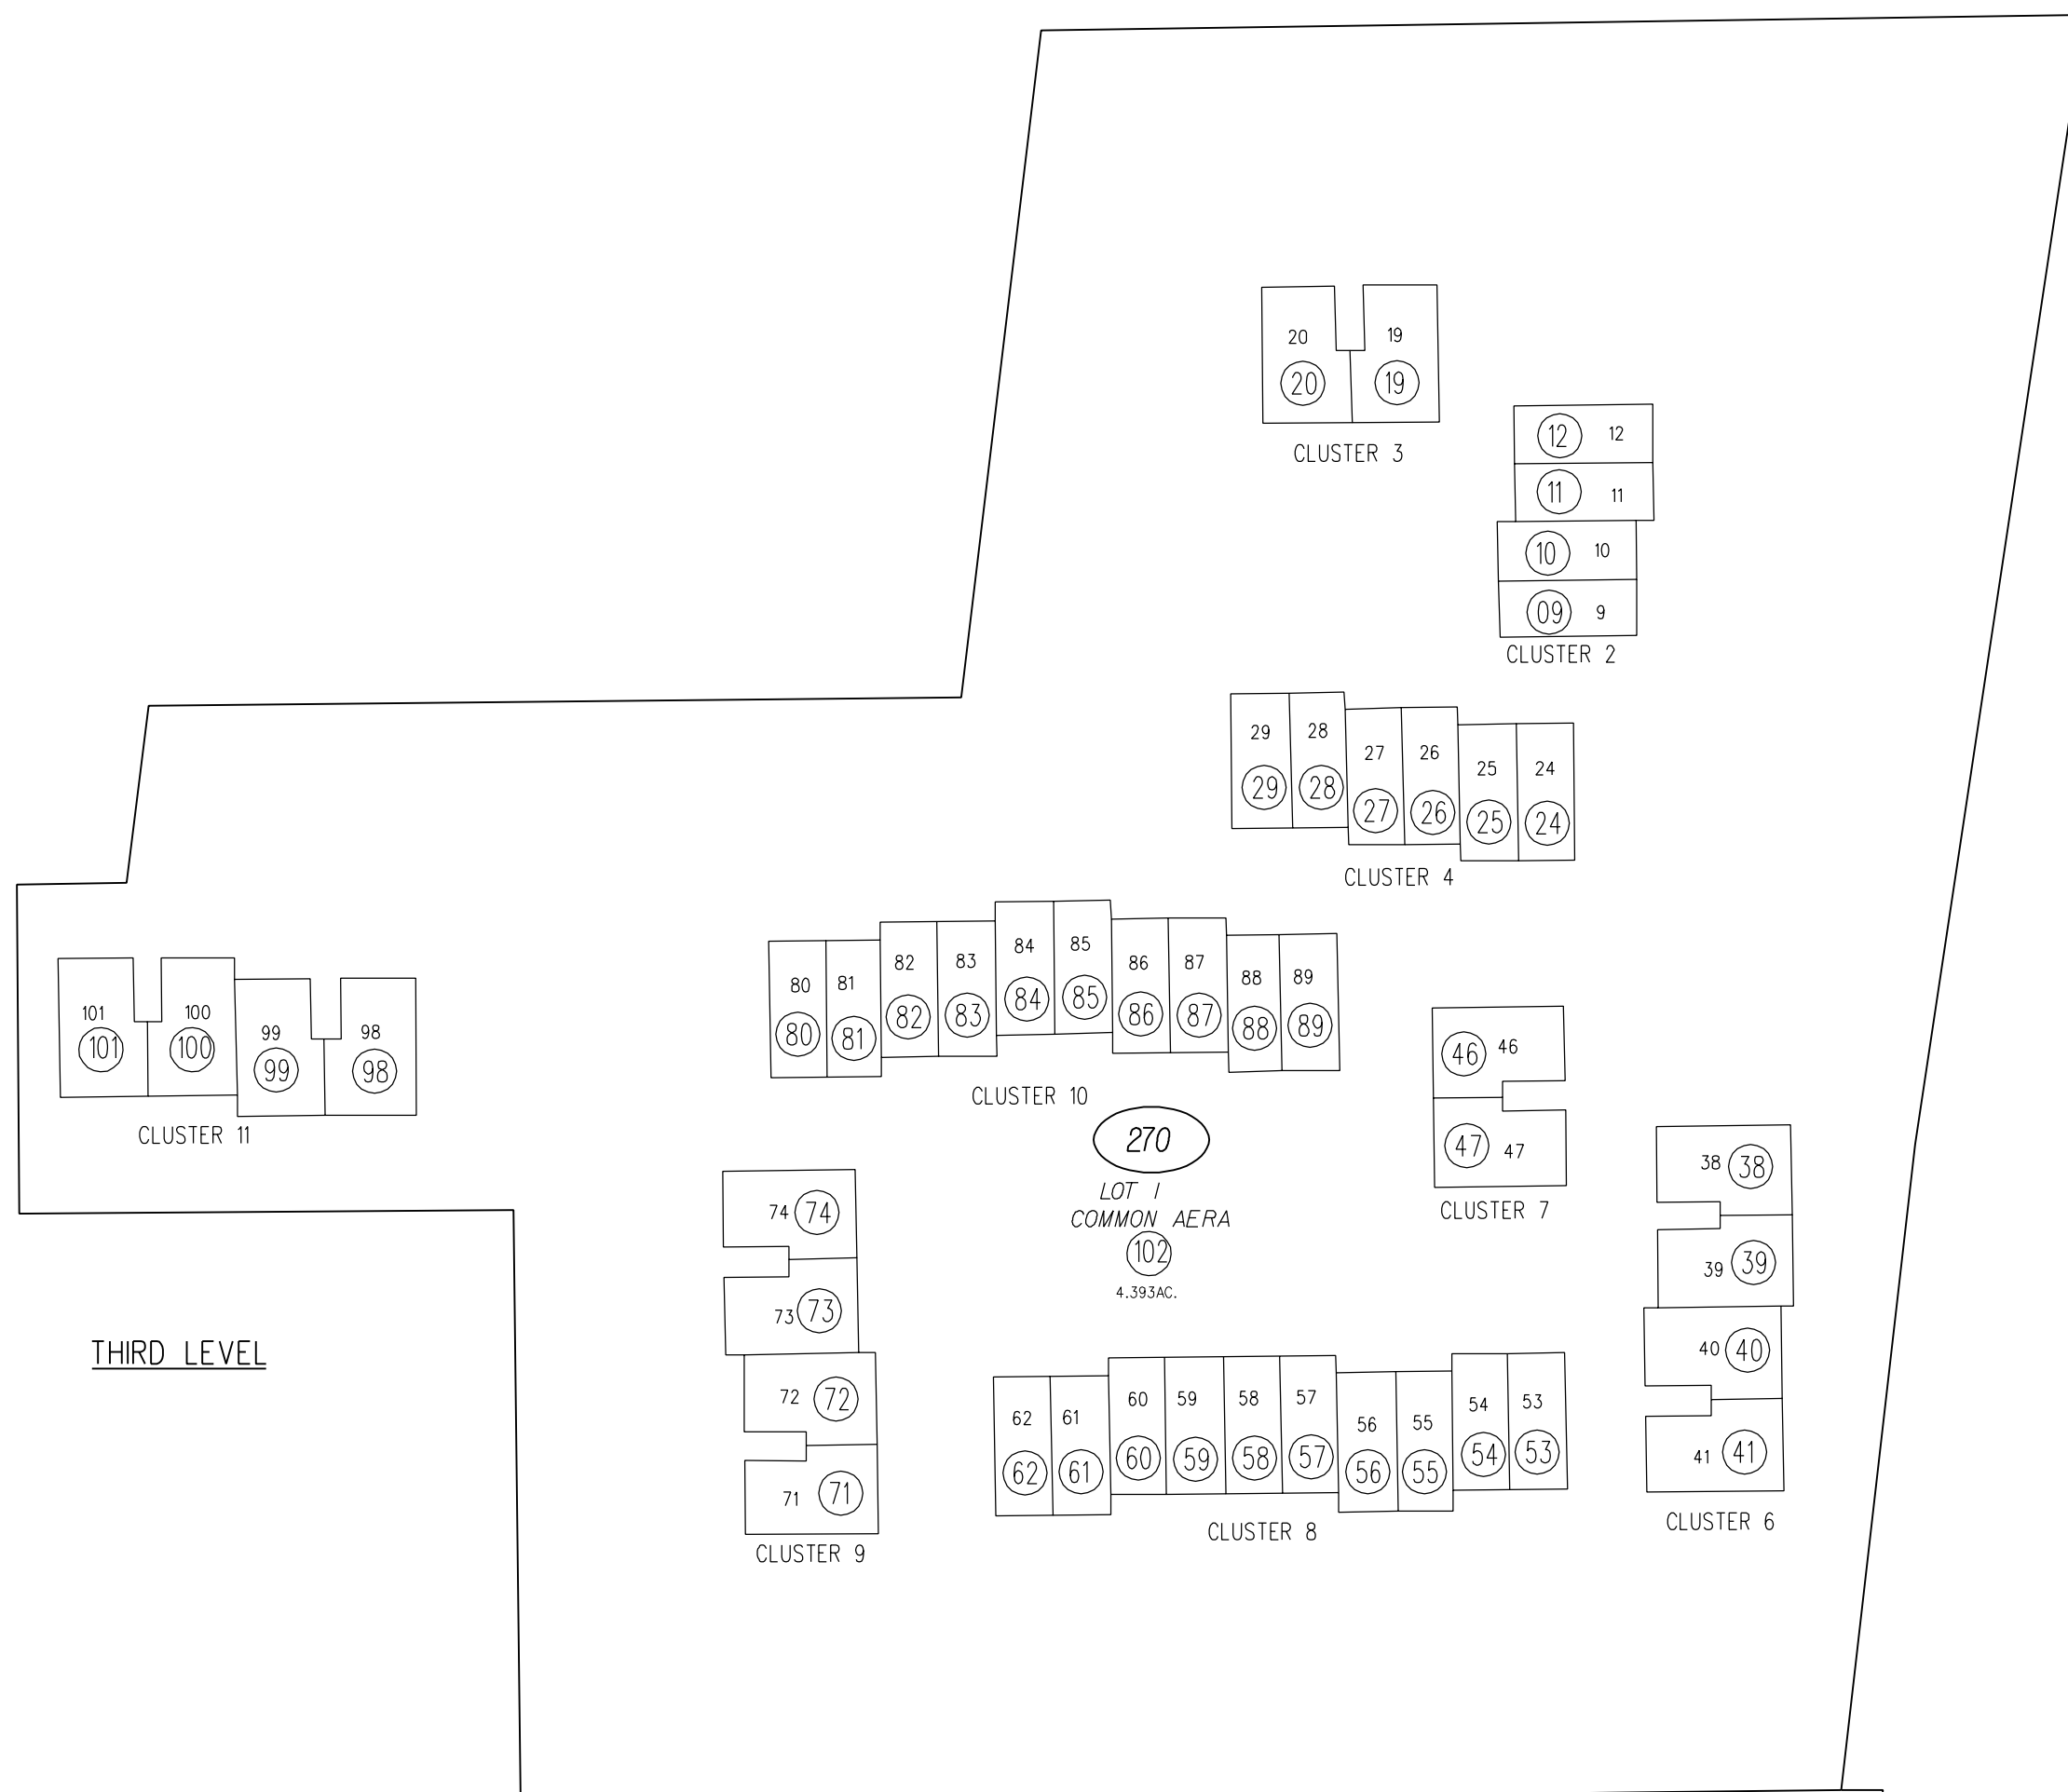 20 19
20 19
CLUSTER 3
12 12
11 11
10 10
09 9
CLUSTER 2
29 28 27 26 25 24
29 28 27 26 25 24
CLUSTER 4
80 81 82 83 84 85 86 87 88 89
80 81 82 83 84 85 86 87 88 89
CLUSTER 10
101 100 99 98
101 100 99 98
CLUSTER 11
46 46
47 47
CLUSTER 7
270
LOT 1
COMMON AERA
102
4.393AC.
38 38
39 39
40 40
41 41
CLUSTER 6
74 74
73 73
72 72
71 71
CLUSTER 9
THIRD LEVEL
62 61 60 59 58 57 56 55 54 53
62 61 60 59 58 57 56 55 54 53
CLUSTER 8